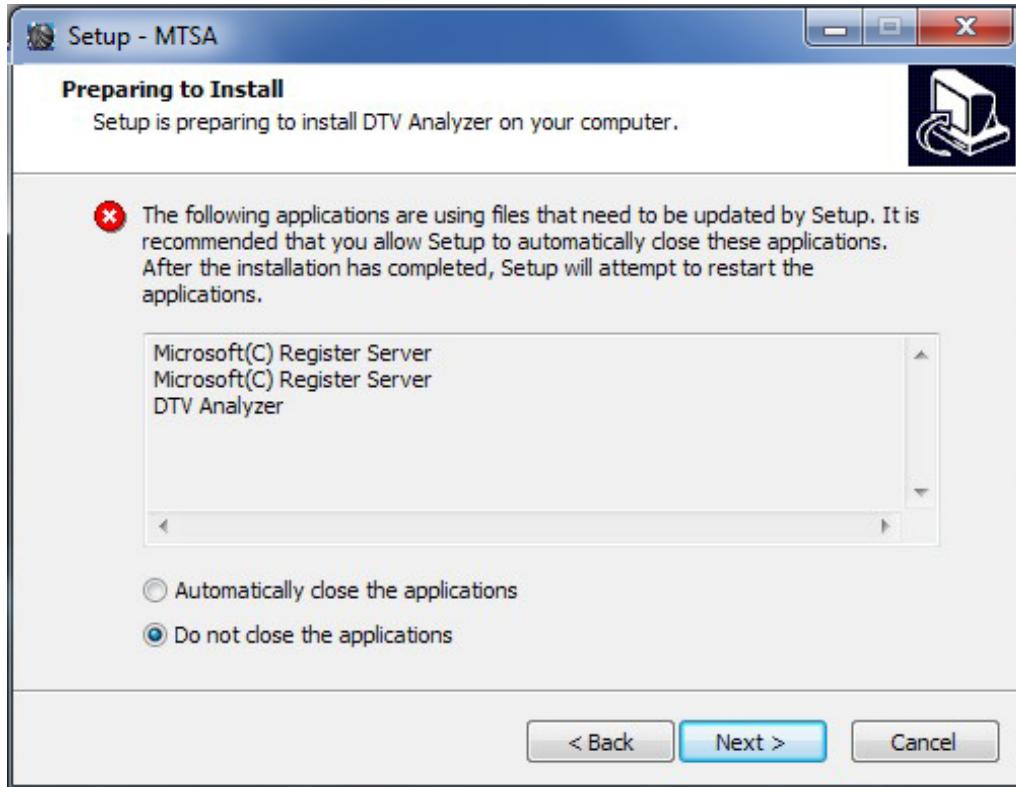 Setup - MTSA
Preparing to Install
Setup is preparing to install DTV Analyzer on your computer.
The following applications are using files that need to be updated by Setup. It is
recommended that you allow Setup to automatically close these applications.
After the installation has completed, Setup will attempt to restart the
applications.
Microsoft(C) Register Server
Microsoft(C) Register Server
DTV Analyzer
Automatically close the applications
Do not close the applications
< Back
Next >
Cancel